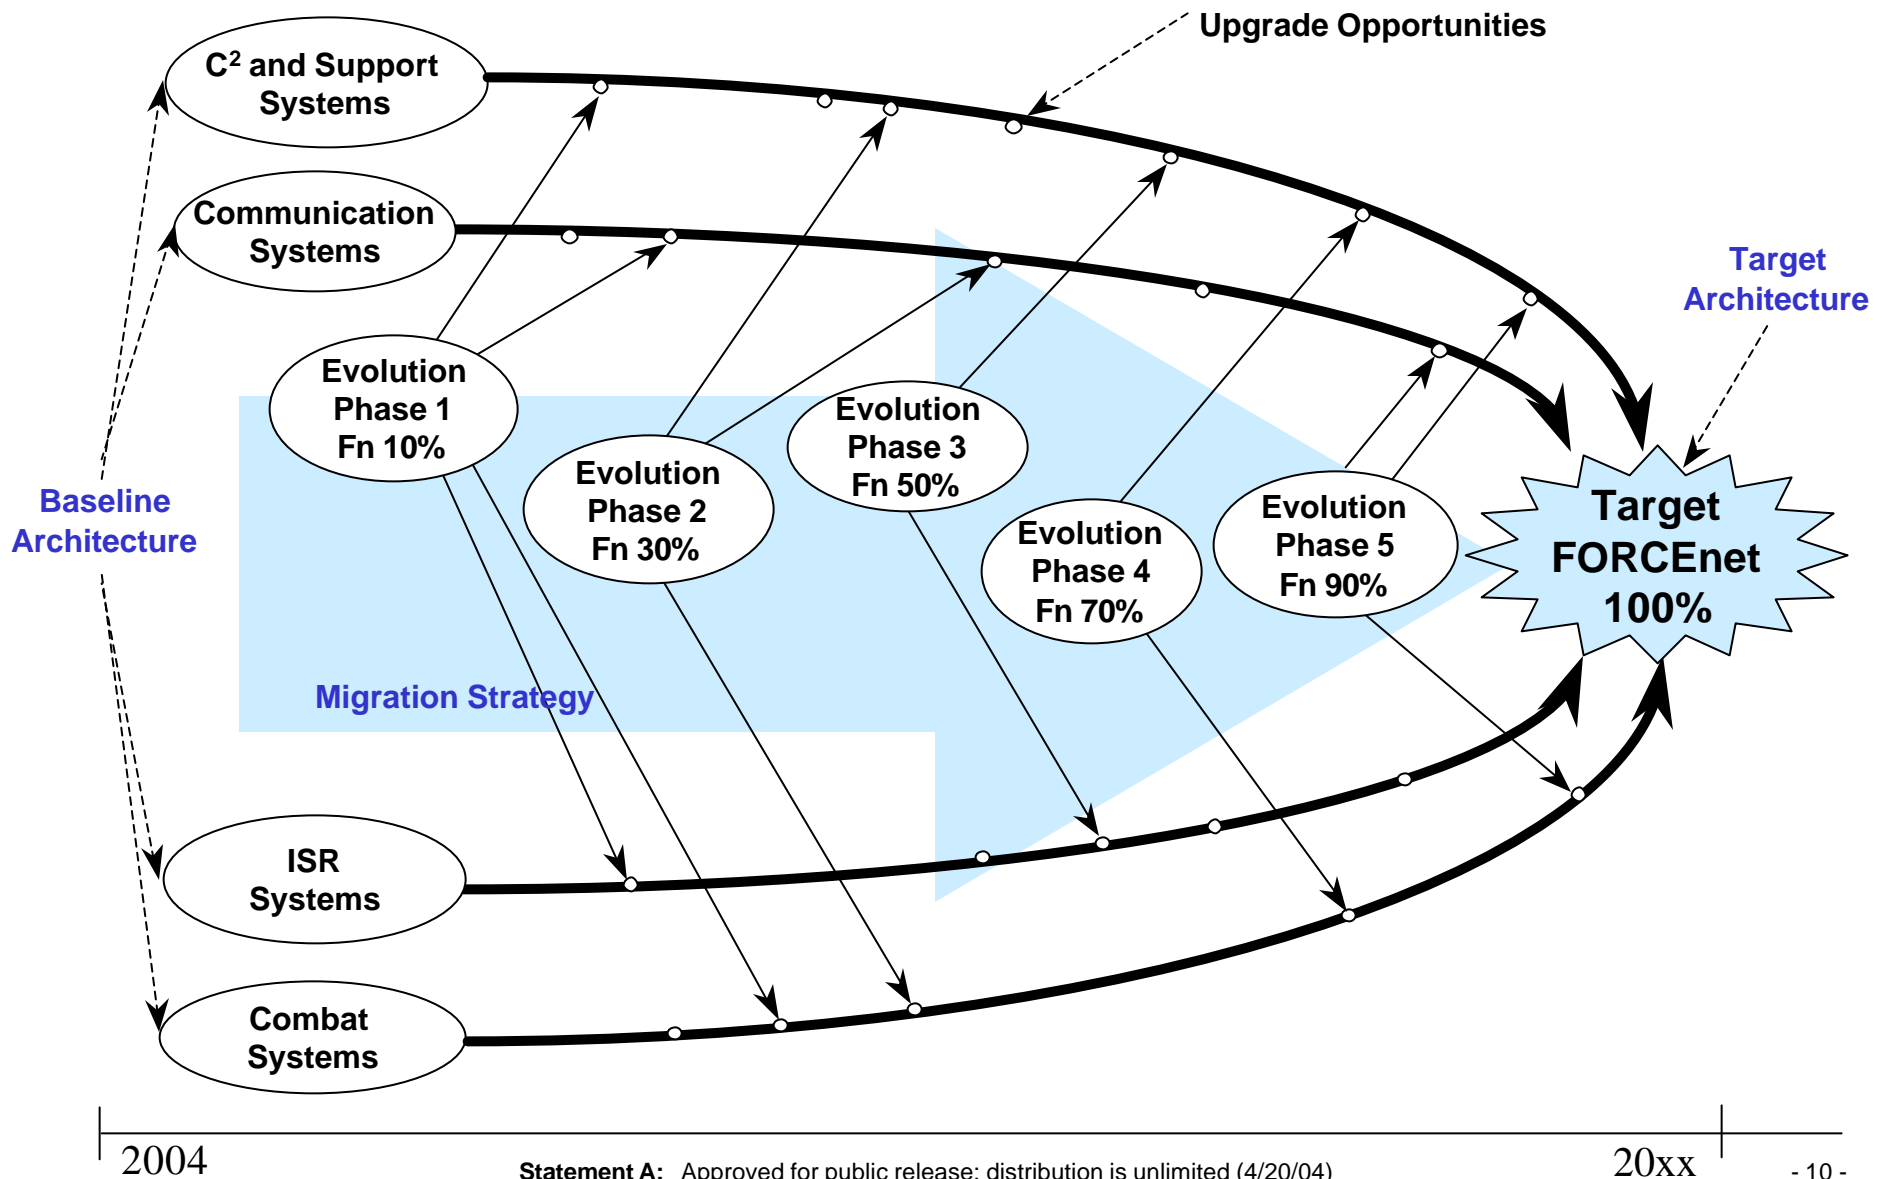 Upgrade Opportunities
C² and Support
Systems
Communication
Systems
Target
Architecture
Evolution
Phase 1
Fn 10%
Evolution
Phase 2
Fn 30%
Evolution
Phase 3
Fn 50%
Evolution
Phase 4
Fn 70%
Evolution
Phase 5
Fn 90%
Target
FORCEnet
100%
Baseline
Architecture
Migration Strategy
ISR
Systems
Combat
Systems
2004
20xx
Statement A: Approved for public release; distribution is unlimited (4/20/04)
- 10 -